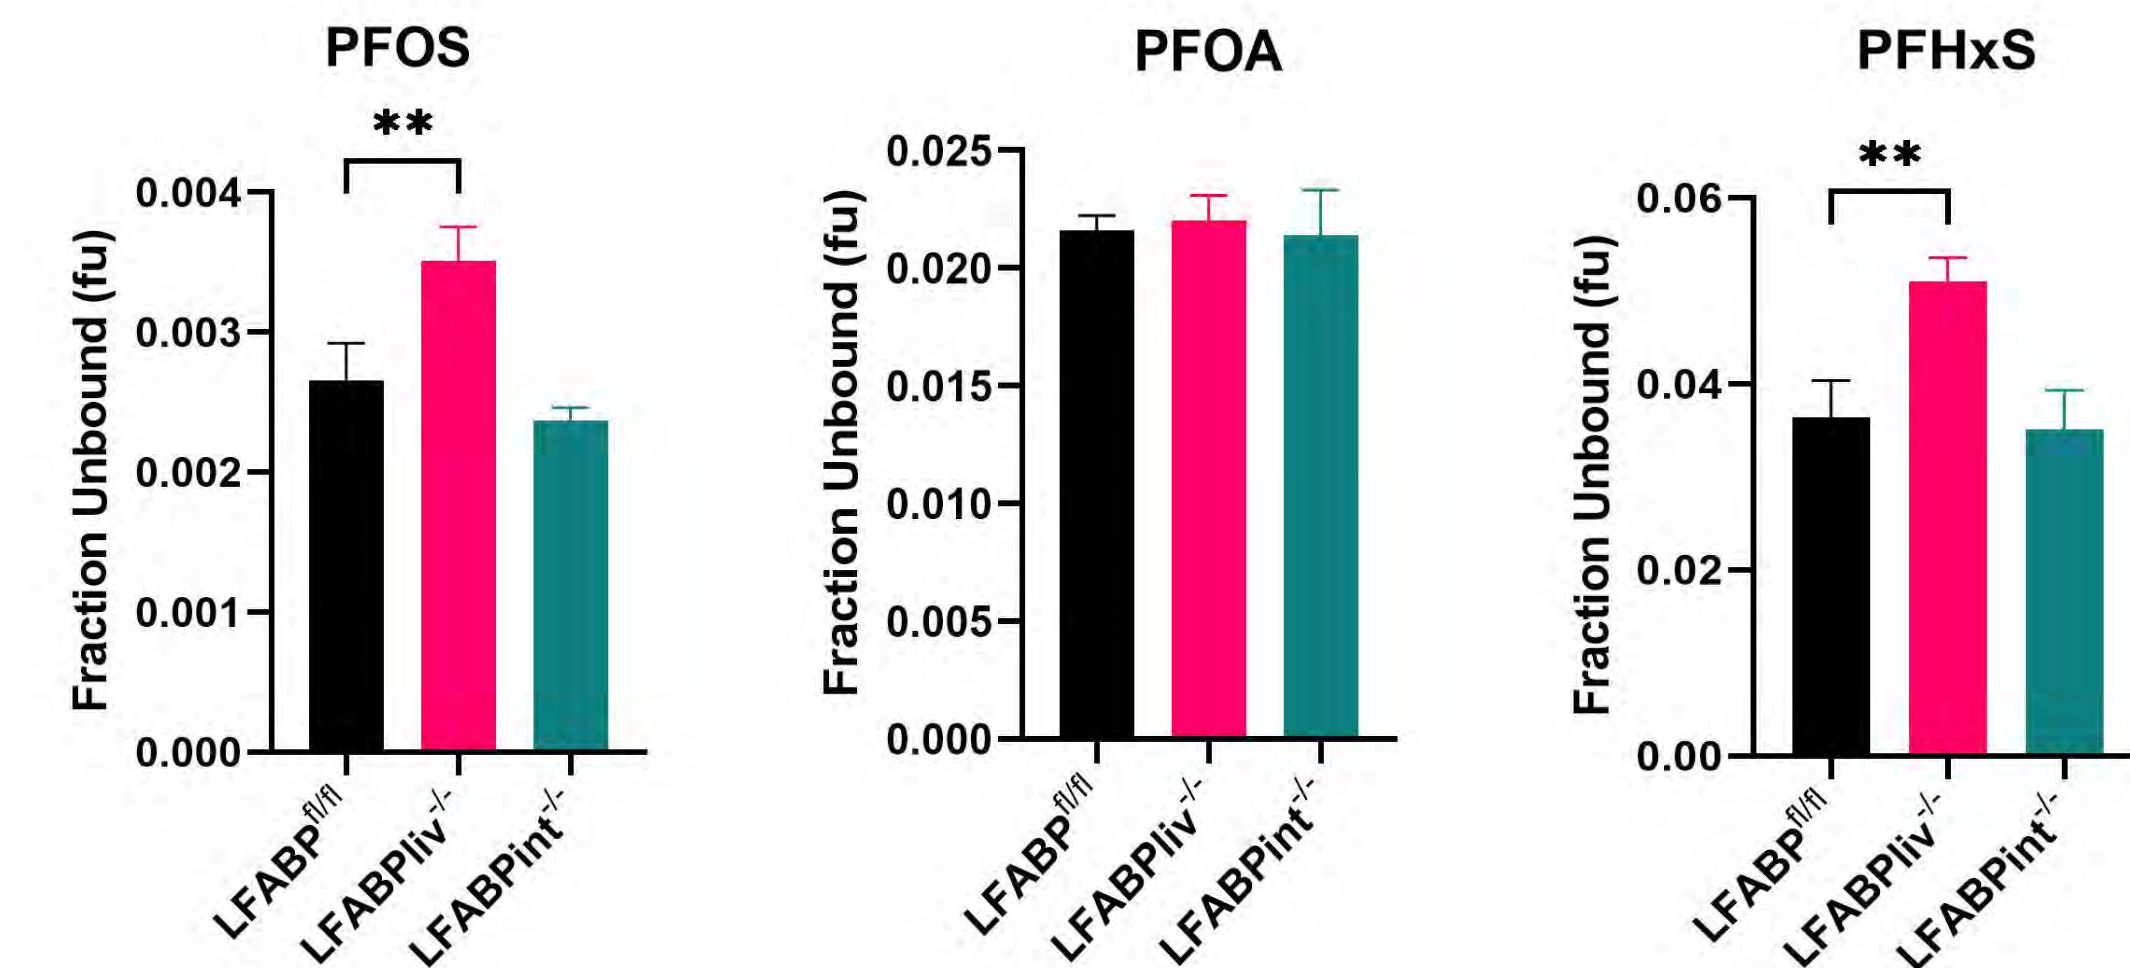 PFOS
**
Fraction Unbound (fu)
0.004
0.003
0.002
0.001
0.000
LFABP^fl/fl
LFABPliv^-/-
LFABPint^-/-
PFOA
Fraction Unbound (fu)
0.025
0.020
0.015
0.010
0.005
0.000
LFABP^fl/fl
LFABPliv^-/-
LFABPint^-/-
PFHxS
**
Fraction Unbound (fu)
0.06
0.04
0.02
0.00
LFABP^fl/fl
LFABPliv^-/-
LFABPint^-/-